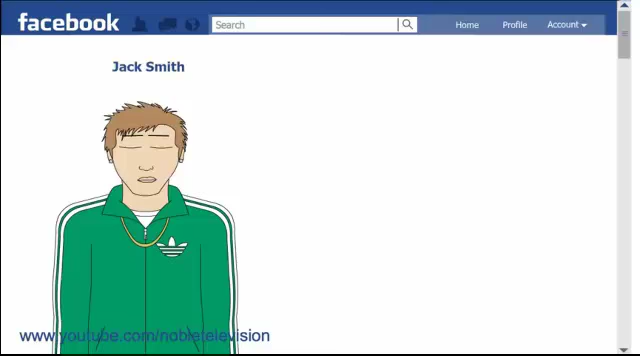 facebook
Search
Home
Profile
Account
Jack Smith
www.youtube.com/nobletelevision